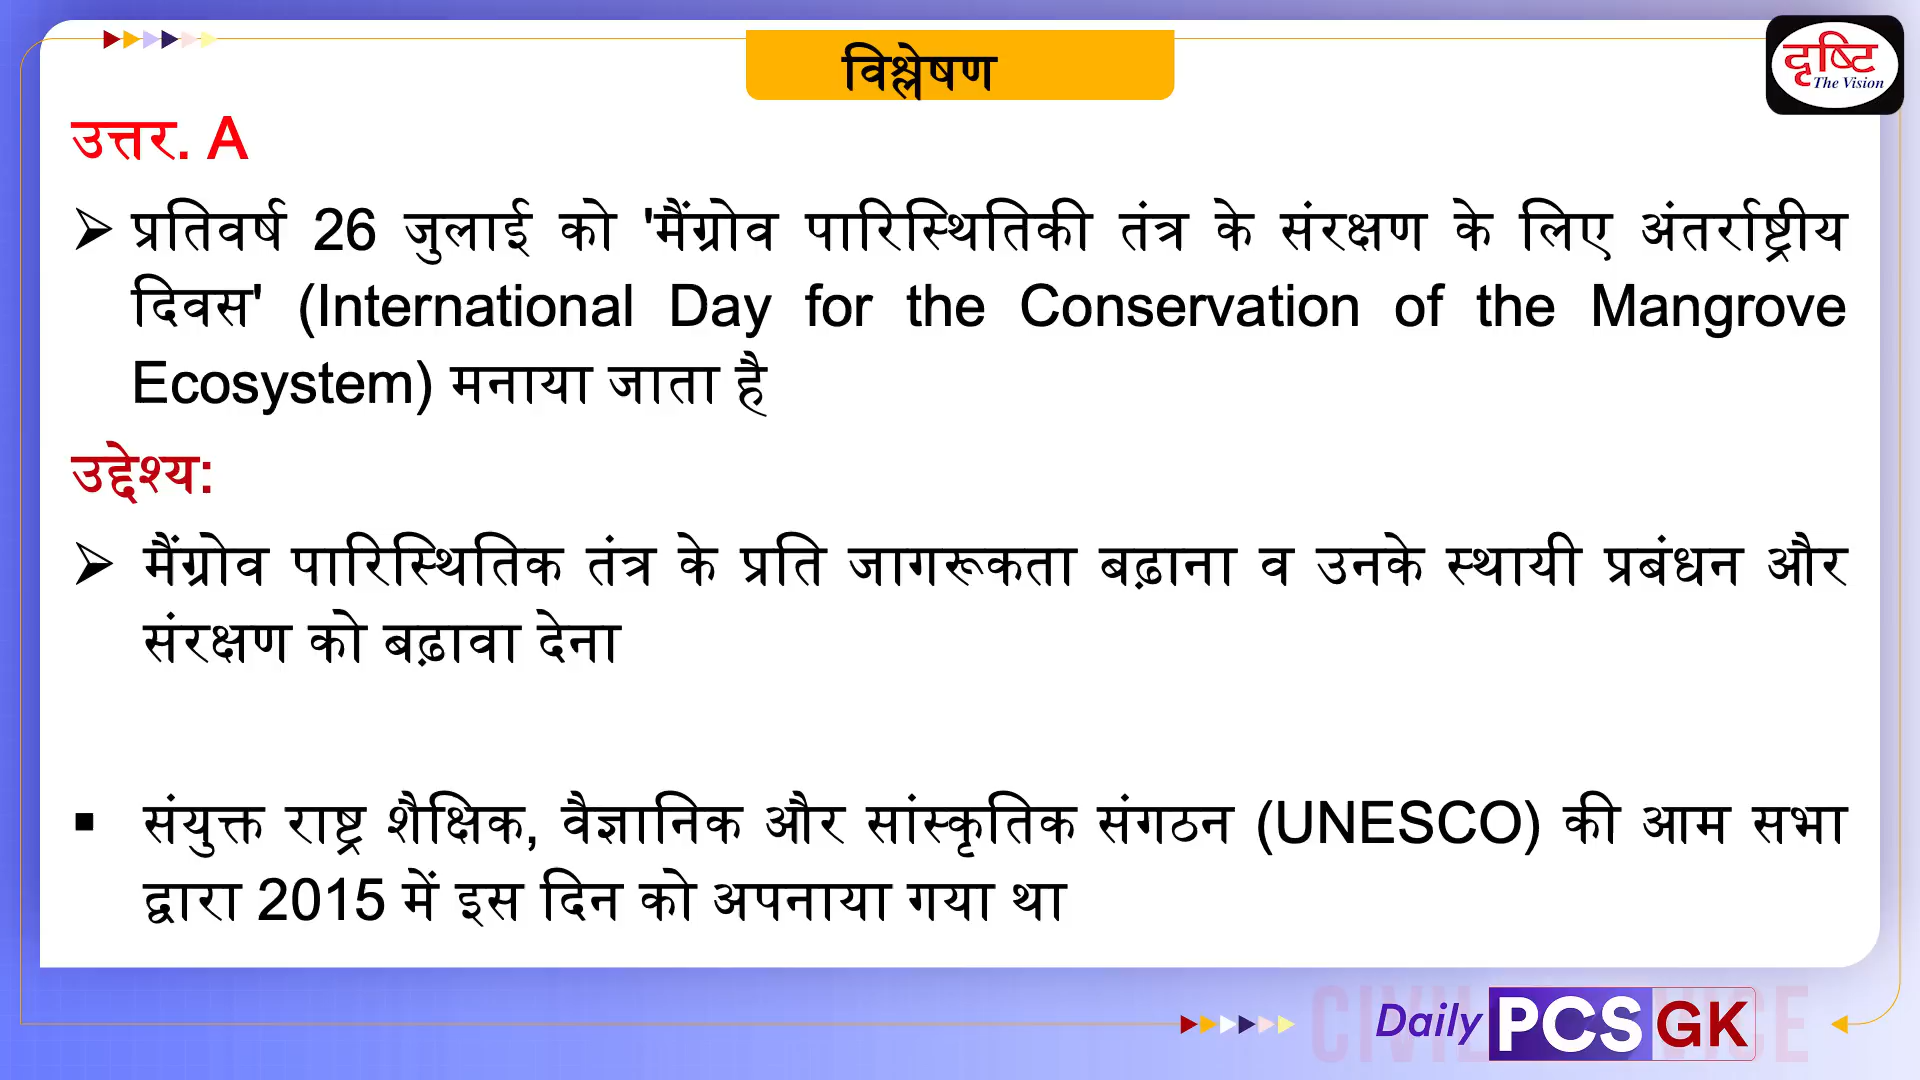 विश्लेषण
दृष्टि
The Vision
उत्तर. A
➢ प्रतिवर्ष 26 जुलाई को 'मैंग्रोव पारिस्थितिकी तंत्र के संरक्षण के लिए अंतर्राष्ट्रीय
दिवस' (International Day for the Conservation of the Mangrove
Ecosystem) मनाया जाता है
उद्देश्य:
➢ मैंग्रोव पारिस्थितिक तंत्र के प्रति जागरूकता बढ़ाना व उनके स्थायी प्रबंधन और
संरक्षण को बढ़ावा देना
▪ संयुक्त राष्ट्र शैक्षिक, वैज्ञानिक और सांस्कृतिक संगठन (UNESCO) की आम सभा
द्वारा 2015 में इस दिन को अपनाया गया था
Daily PCS GK